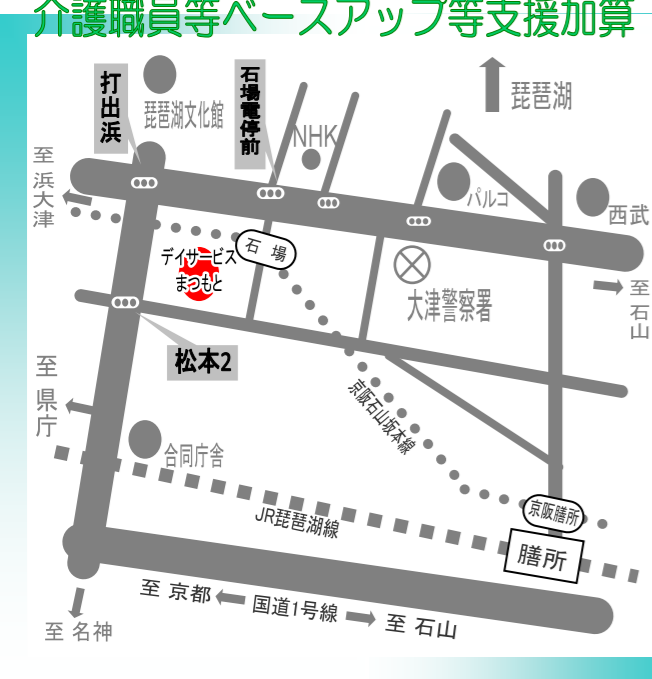 介護職員等ベースアップ等支援加算
打出浜
琵琶湖文化館
石場電停前
NHK
琵琶湖
至 浜大津
パルコ
西武
石場
デイサービス
まつもと
大津警察署
至 石山
松本2
至 県庁
京阪石山坂本線
合同庁舎
JR琵琶湖線
京阪膳所
膳所
至 京都
国道1号線
至 石山
至 名神